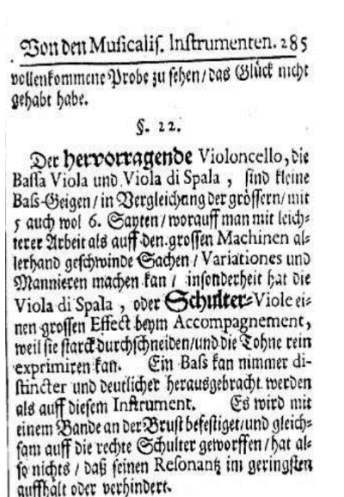 Von den Musicalis. Instrumenten. 285
vollenkommene Probe zu sehen / das Glück nicht
gehabt habe.
§. 22.
Der hervorragende Violoncello, die
Bassa Viola und Viola di Spala , sind kleine
Baß-Geigen / in Vergleichung der grössern / mit
5 auch wol 6. Sayten / worauff man mit leich-
terer Arbeit als auff den grossen Machinen al-
lerhand geschwinde Sachen / Variationes und
Mannieren machen kan / insonderheit hat die
Viola di Spala , oder Schulter-Viole ei-
nen grossen Effect beym Accompagnement,
weil sie starck durchschneiden / und die Tohne rein
exprimiren kan. Ein Baß kan nimmer di-
stincter und deutlicher herausgebracht werden
als auff diesem Instrument. Es wird mit
einem Bande an der Brust befestiget / und gleich-
sam auff die rechte Schulter geworffen / hat al-
so nichts / daß seinen Resonantz im geringsten
auffhält oder verhindert.